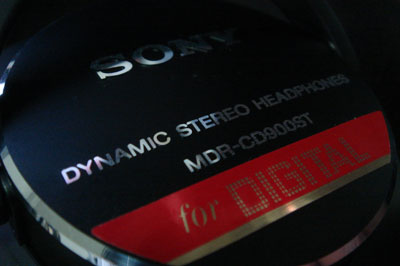 SONY
DYNAMIC STEREO HEADPHONES
MDR-CD900ST
for DIGITAL